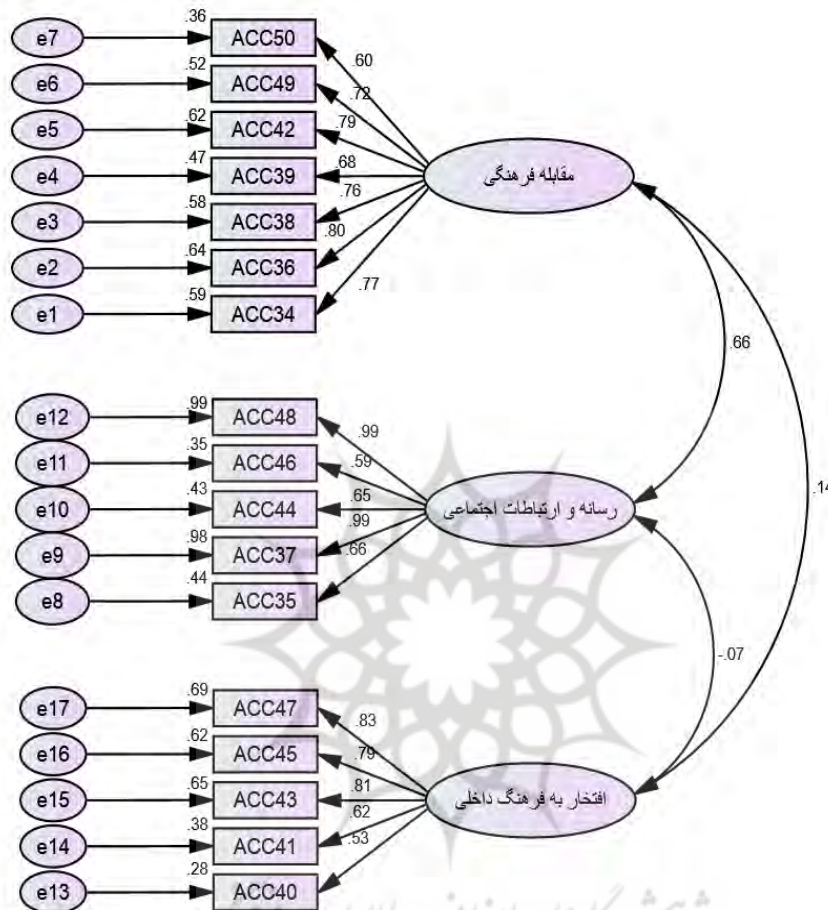 e7 .36 ACC50 .60
e6 .52 ACC49 .72
e5 .62 ACC42 .79
e4 .47 ACC39 .68
e3 .58 ACC38 .76
e2 .64 ACC36 .80
e1 .59 ACC34 .77
مقابله فرهنگی
.66
.14
e12 .99 ACC48 .99
e11 .35 ACC46 .59
e10 .43 ACC44 .65
e9 .98 ACC37 .99
e8 .44 ACC35 .66
رسانه و ارتباطات اجتماعی
-.07
e17 .69 ACC47 .83
e16 .62 ACC45 .79
e15 .65 ACC43 .81
e14 .38 ACC41 .62
e13 .28 ACC40 .53
افتخار به فرهنگ داخلی